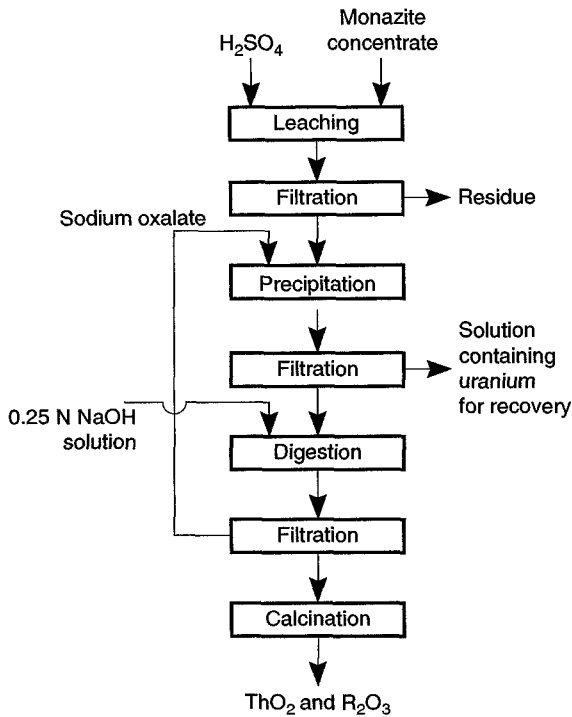 H₂SO₄
Monazite
concentrate
Leaching
Filtration
Residue
Sodium oxalate
Precipitation
Filtration
Solution
containing
uranium
for recovery
0.25 N NaOH
solution
Digestion
Filtration
Calcination
ThO₂ and R₂O₃